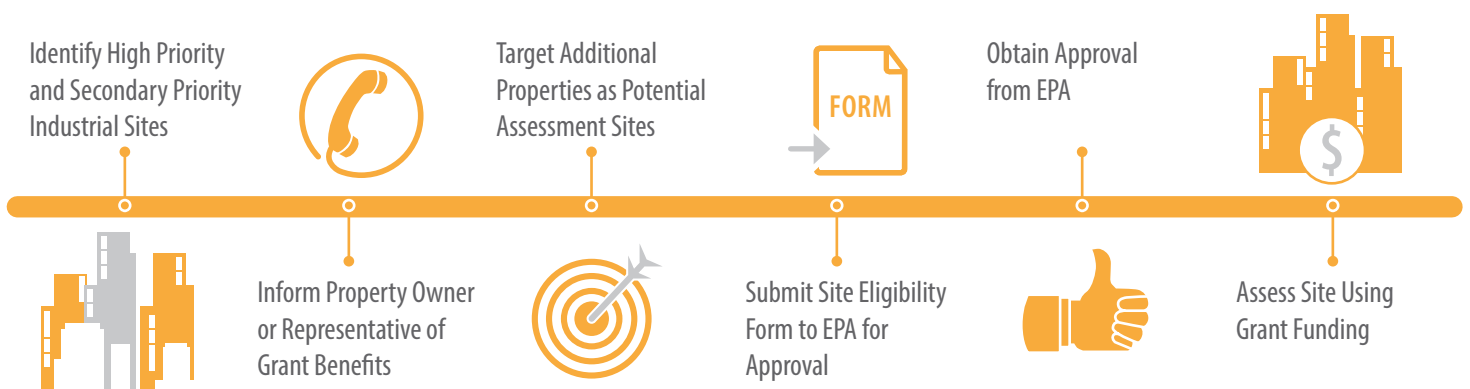 Identify High Priority
and Secondary Priority
Industrial Sites
Inform Property Owner
or Representative of
Grant Benefits
Target Additional
Properties as Potential
Assessment Sites
FORM
Submit Site Eligibility
Form to EPA for
Approval
Obtain Approval
from EPA
$
Assess Site Using
Grant Funding